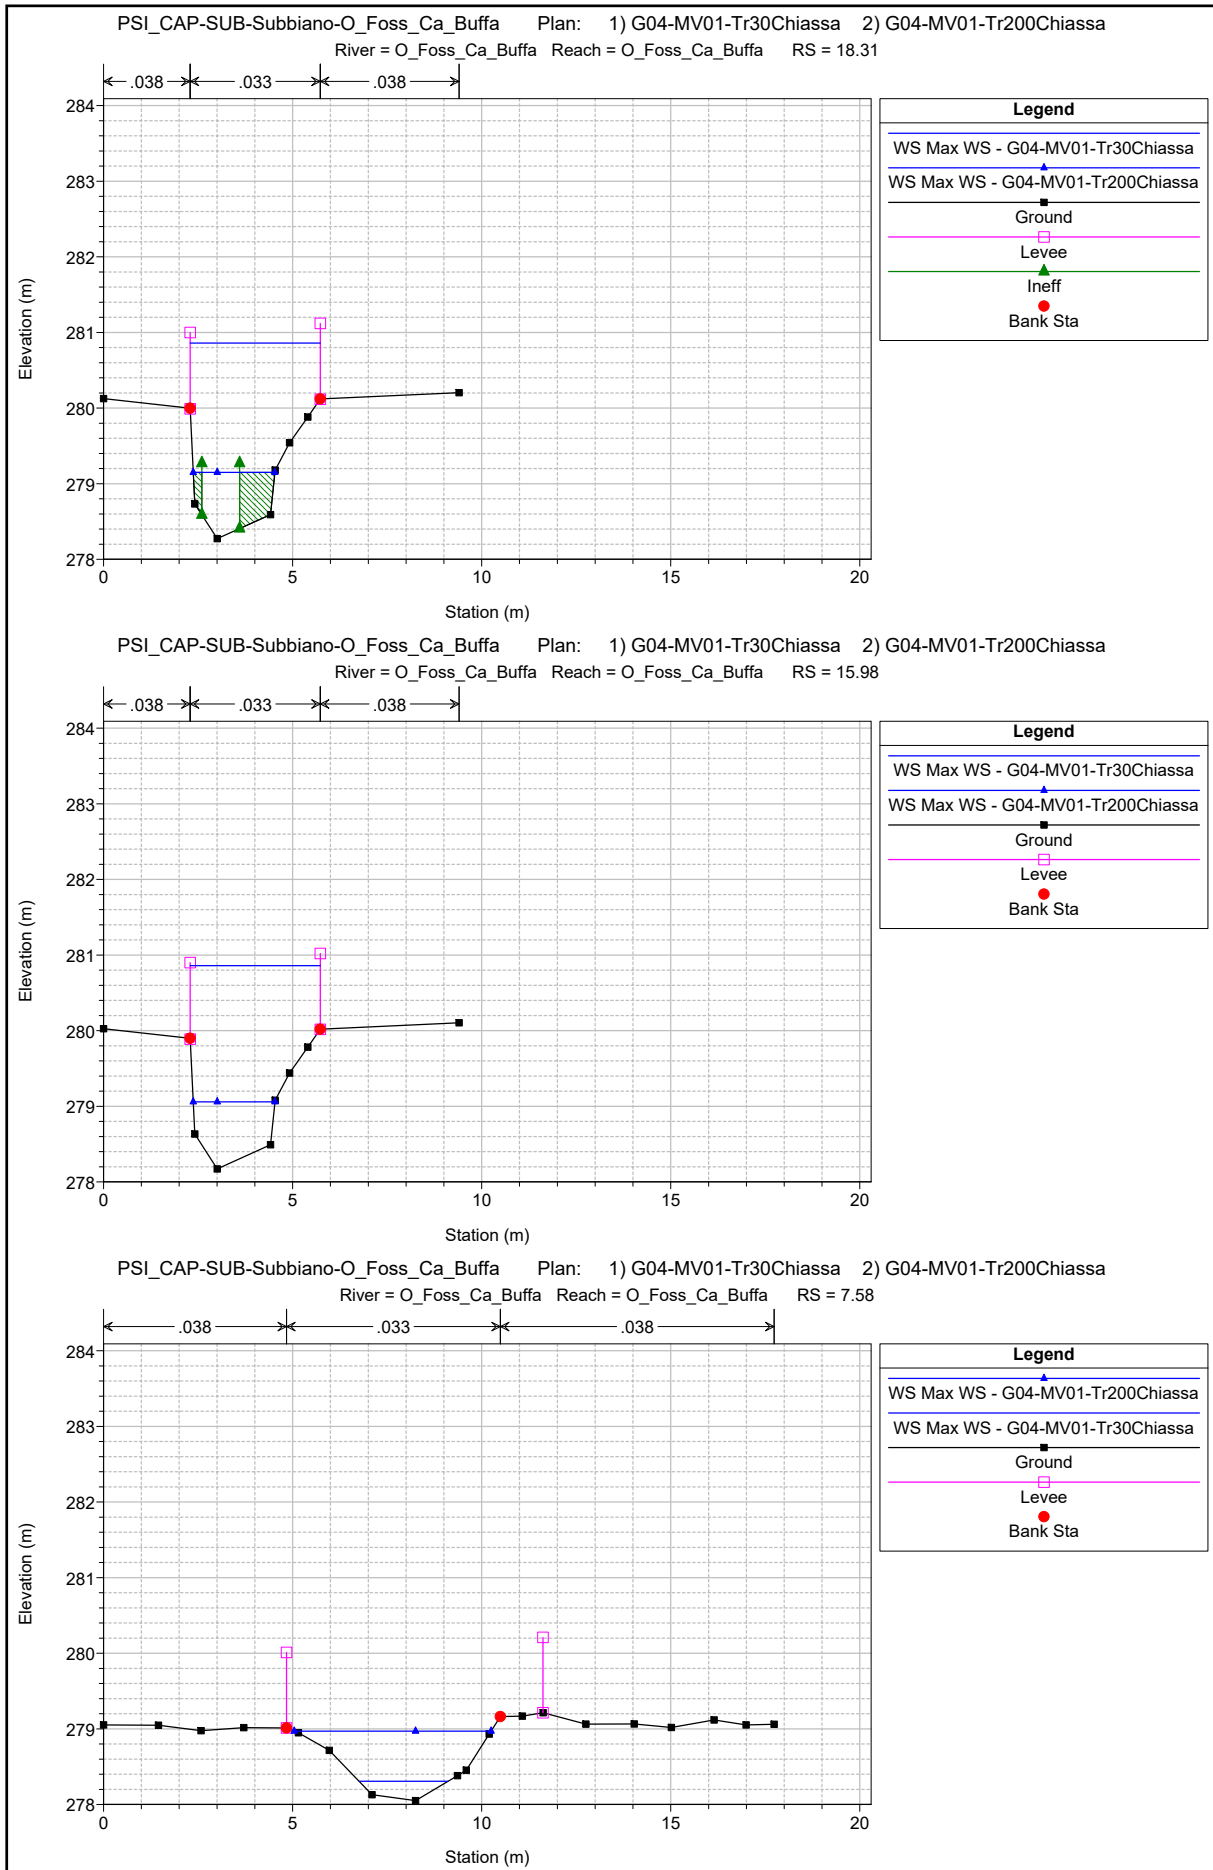 PSI_CAP-SUB-Subbiano-O_Foss_Ca_Buffa Plan: 1) G04-MV01-Tr30Chiassa 2) G04-MV01-Tr200Chiassa
River = O_Foss_Ca_Buffa Reach = O_Foss_Ca_Buffa RS = 18.31
.038 .033 .038
284
283
282
281
280
279
278
Elevation (m)
0 5 10 15 20
Station (m)
Legend
WS Max WS - G04-MV01-Tr30Chiassa
WS Max WS - G04-MV01-Tr200Chiassa
Ground
Levee
Ineff
Bank Sta
PSI_CAP-SUB-Subbiano-O_Foss_Ca_Buffa Plan: 1) G04-MV01-Tr30Chiassa 2) G04-MV01-Tr200Chiassa
River = O_Foss_Ca_Buffa Reach = O_Foss_Ca_Buffa RS = 15.98
.038 .033 .038
284
283
282
281
280
279
278
Elevation (m)
0 5 10 15 20
Station (m)
Legend
WS Max WS - G04-MV01-Tr30Chiassa
WS Max WS - G04-MV01-Tr200Chiassa
Ground
Levee
Bank Sta
PSI_CAP-SUB-Subbiano-O_Foss_Ca_Buffa Plan: 1) G04-MV01-Tr30Chiassa 2) G04-MV01-Tr200Chiassa
River = O_Foss_Ca_Buffa Reach = O_Foss_Ca_Buffa RS = 7.58
.038 .033 .038
284
283
282
281
280
279
278
Elevation (m)
0 5 10 15 20
Station (m)
Legend
WS Max WS - G04-MV01-Tr200Chiassa
WS Max WS - G04-MV01-Tr30Chiassa
Ground
Levee
Bank Sta